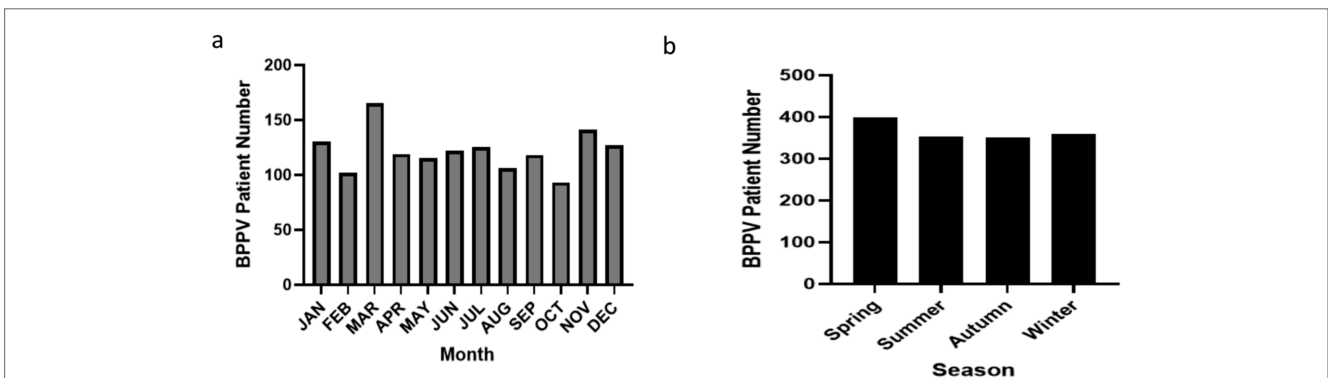 a
BPPV Patient Number
200
150
100
50
0
JAN FEB MAR APR MAY JUN JUL AUG SEP OCT NOV DEC
Month
b
BPPV Patient Number
500
400
300
200
100
0
Spring Summer Autumn Winter
Season